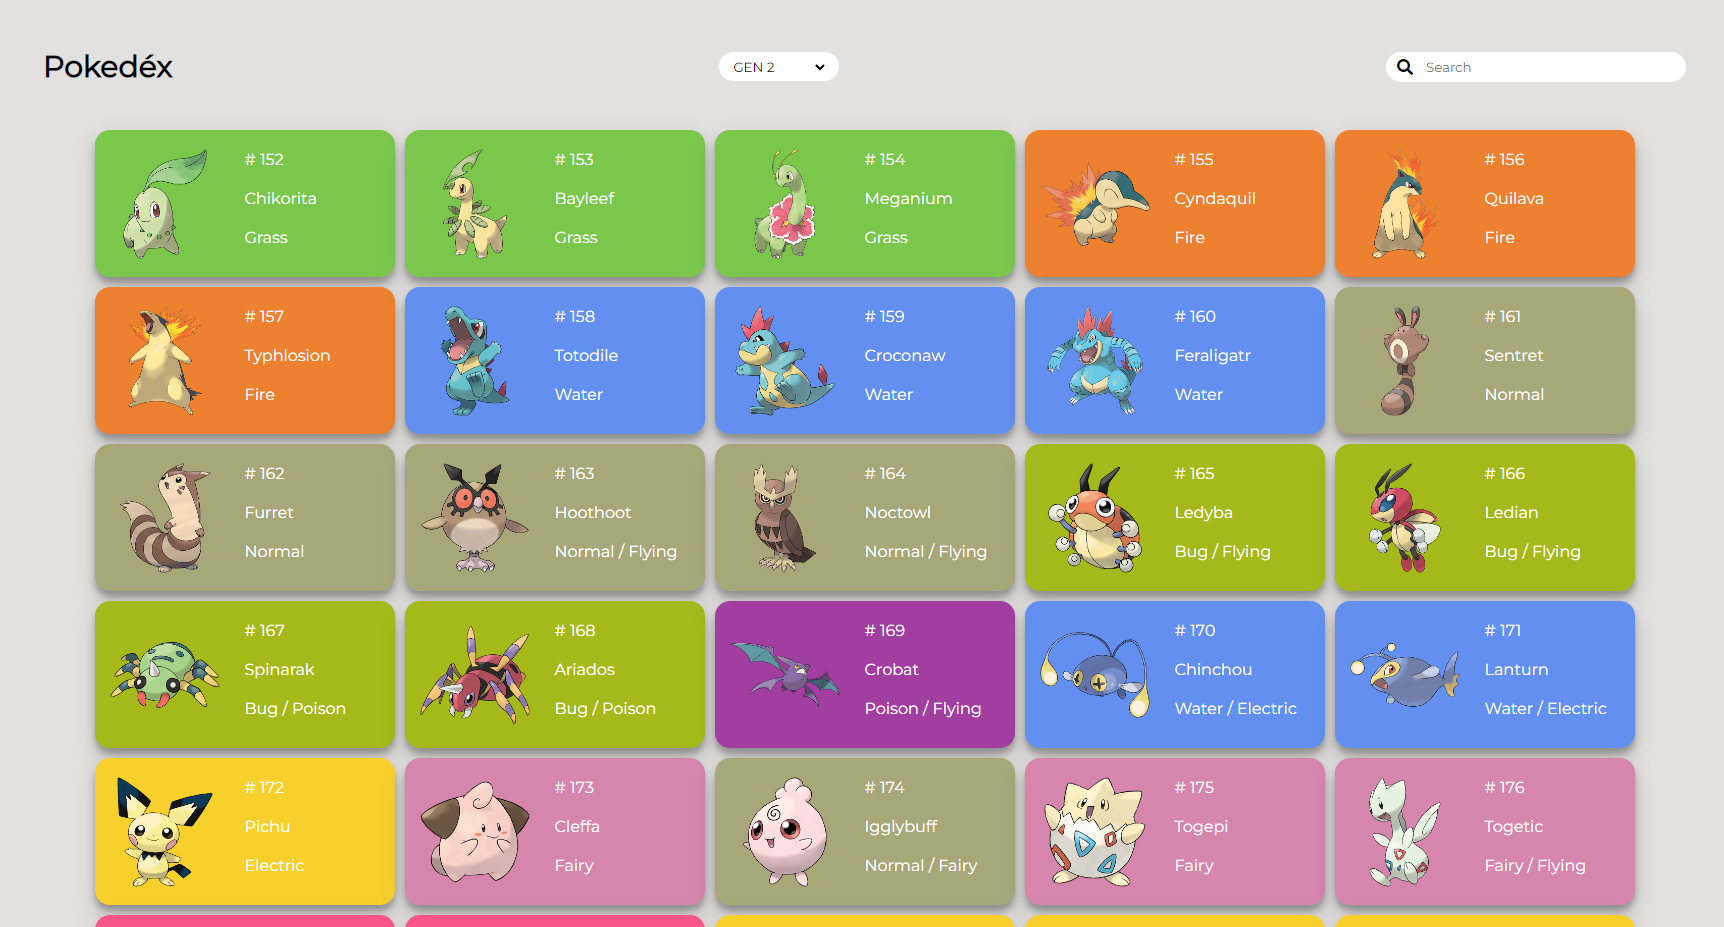 Pokedéx
GEN 2
Search
# 152
Chikorita
Grass
# 153
Bayleef
Grass
# 154
Meganium
Grass
# 155
Cyndaquil
Fire
# 156
Quilava
Fire
# 157
Typhlosion
Fire
# 158
Totodile
Water
# 159
Croconaw
Water
# 160
Feraligatr
Water
# 161
Sentret
Normal
# 162
Furret
Normal
# 163
Hoothoot
Normal / Flying
# 164
Noctowl
Normal / Flying
# 165
Ledyba
Bug / Flying
# 166
Ledian
Bug / Flying
# 167
Spinarak
Bug / Poison
# 168
Ariados
Bug / Poison
# 169
Crobat
Poison / Flying
# 170
Chinchou
Water / Electric
# 171
Lanturn
Water / Electric
# 172
Pichu
Electric
# 173
Cleffa
Fairy
# 174
Igglybuff
Normal / Fairy
# 175
Togepi
Fairy
# 176
Togetic
Fairy / Flying